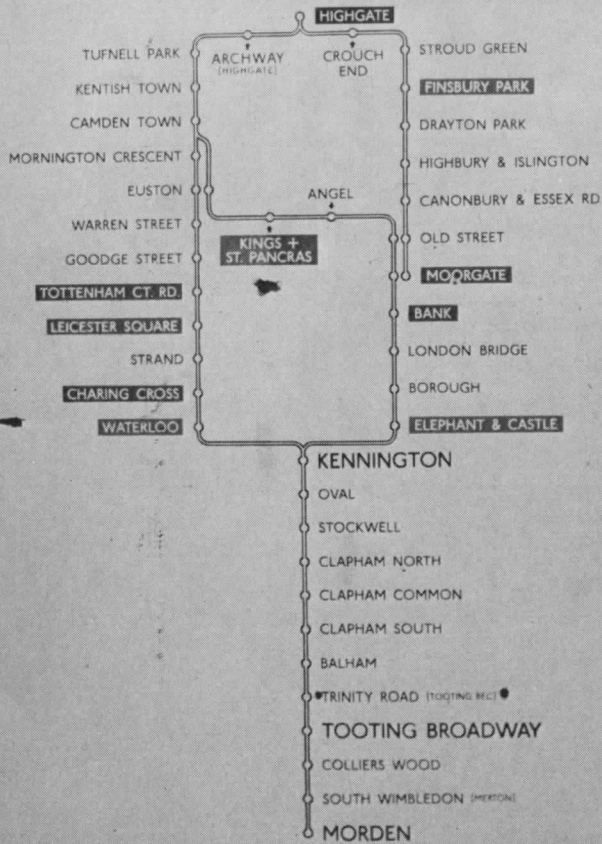 HIGHGATE
TUFNELL PARK
ARCHWAY
(HIGHGATE)
CROUCH
END
STROUD GREEN
KENTISH TOWN
FINSBURY PARK
CAMDEN TOWN
DRAYTON PARK
MORNINGTON CRESCENT
HIGHBURY & ISLINGTON
EUSTON
ANGEL
CANONBURY & ESSEX RD.
WARREN STREET
KINGS +
ST. PANCRAS
OLD STREET
GOODGE STREET
MOORGATE
TOTTENHAM CT. RD.
BANK
LEICESTER SQUARE
STRAND
LONDON BRIDGE
CHARING CROSS
BOROUGH
WATERLOO
ELEPHANT & CASTLE
KENNINGTON
OVAL
STOCKWELL
CLAPHAM NORTH
CLAPHAM COMMON
CLAPHAM SOUTH
BALHAM
TRINITY ROAD (TOOTING BEC)
TOOTING BROADWAY
COLLIERS WOOD
SOUTH WIMBLEDON (MERTON)
MORDEN